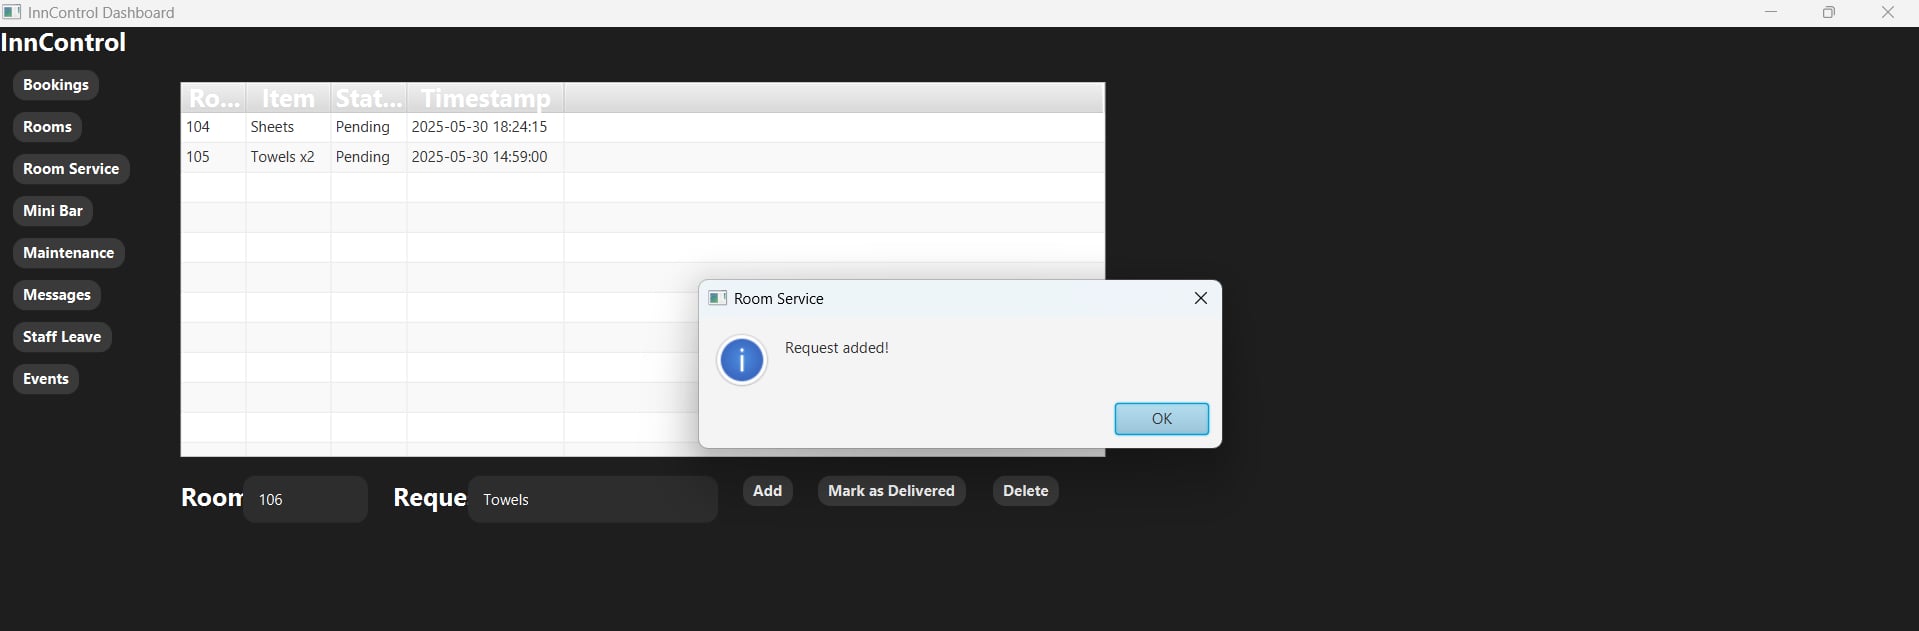 InnControl Dashboard
InnControl
Bookings
Rooms
Room Service
Mini Bar
Maintenance
Messages
Staff Leave
Events
Ro... Item Stat... Timestamp
104 Sheets Pending 2025-05-30 18:24:15
105 Towels x2 Pending 2025-05-30 14:59:00
Room Service
Request added!
OK
Room 106 Reque Towels Add Mark as Delivered Delete